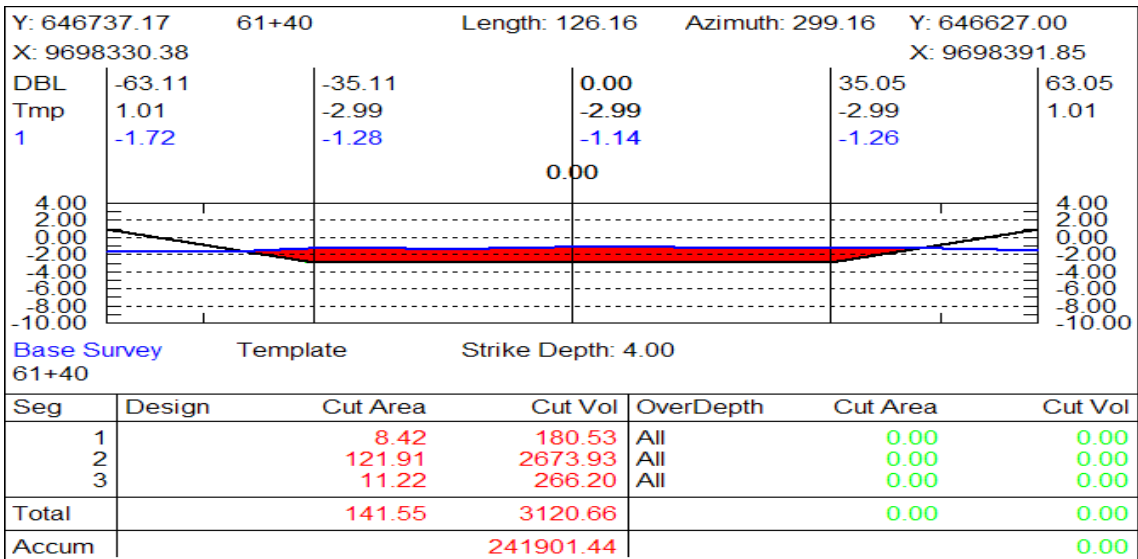 Y: 646737.17 61+40 Length: 126.16 Azimuth: 299.16 Y: 646627.00
X: 9698330.38 X: 9698391.85
DBL -63.11 -35.11 0.00 35.05 63.05
Tmp 1.01 -2.99 -2.99 -2.99 1.01
1 -1.72 -1.28 -1.14 -1.26
0.00
4.00 4.00
2.00 2.00
0.00 0.00
-2.00 -2.00
-4.00 -4.00
-6.00 -6.00
-8.00 -8.00
-10.00 -10.00
Base Survey Template Strike Depth: 4.00
61+40
Seg Design Cut Area Cut Vol OverDepth Cut Area Cut Vol
1 8.42 180.53 All 0.00 0.00
2 121.91 2673.93 All 0.00 0.00
3 11.22 266.20 All 0.00 0.00
Total 141.55 3120.66 0.00 0.00
Accum 241901.44 0.00